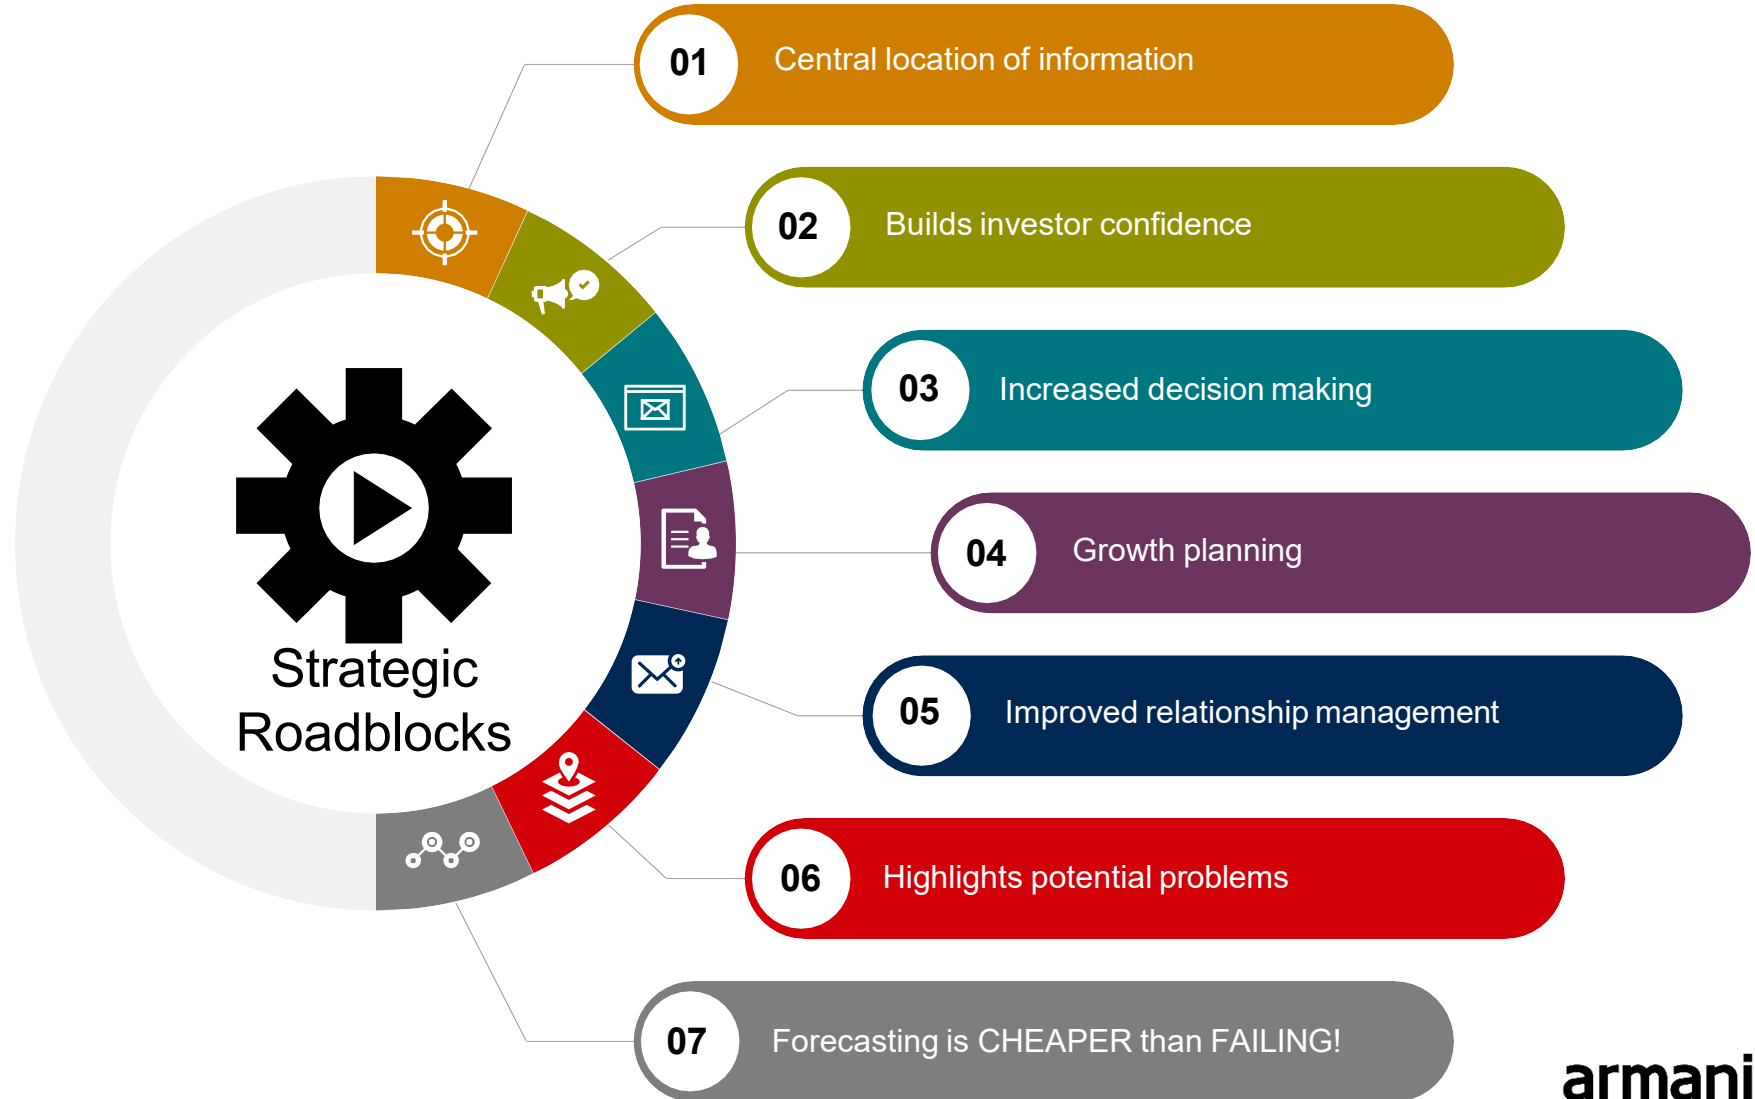 01
Central location of information
02
Builds investor confidence
03
Increased decision making
04
Growth planning
Strategic
Roadblocks
05
Improved relationship management
06
Highlights potential problems
07
Forecasting is CHEAPER than FAILING!
armani